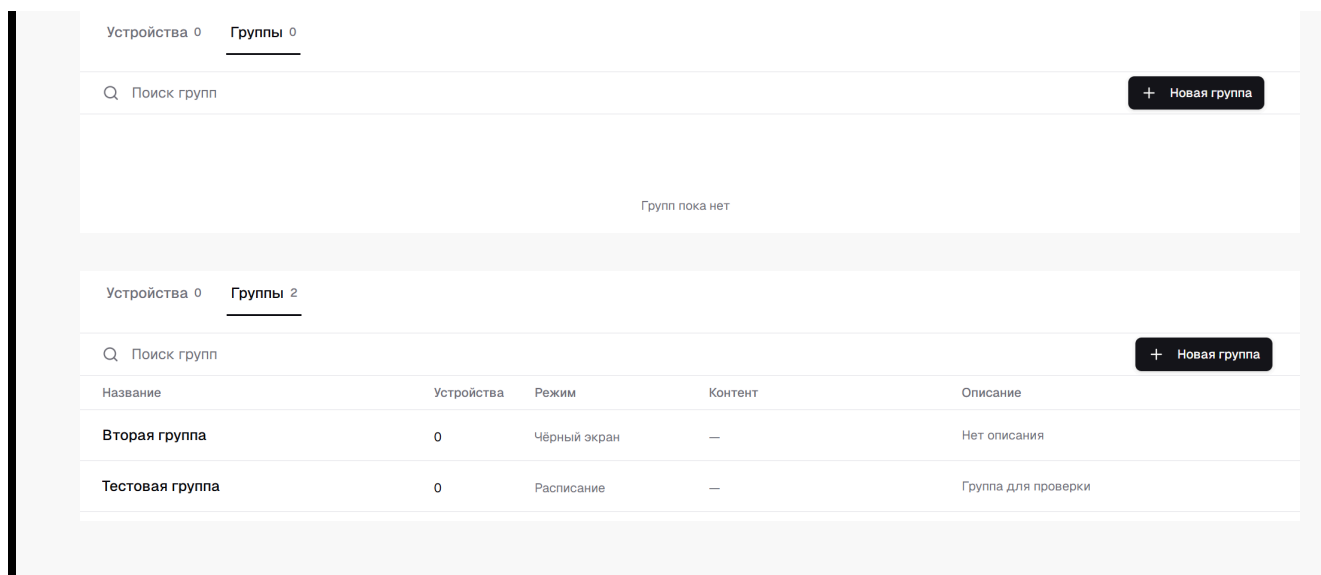 Устройства 0 Группы 0
Поиск групп + Новая группа
Групп пока нет
Устройства 0 Группы 2
Поиск групп + Новая группа
Название Устройства Режим Контент Описание
Вторая группа 0 Чёрный экран — Нет описания
Тестовая группа 0 Расписание — Группа для проверки